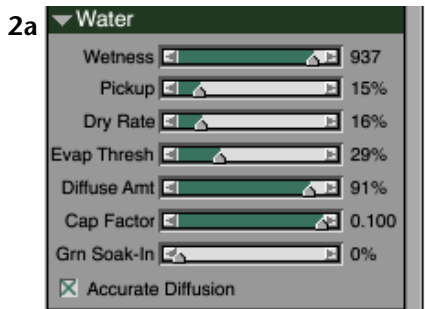 2a
Water
Wetness 937
Pickup 15%
Dry Rate 16%
Evap Thresh 29%
Diffuse Amt 91%
Cap Factor 0.100
Grn Soak-In 0%
Accurate Diffusion